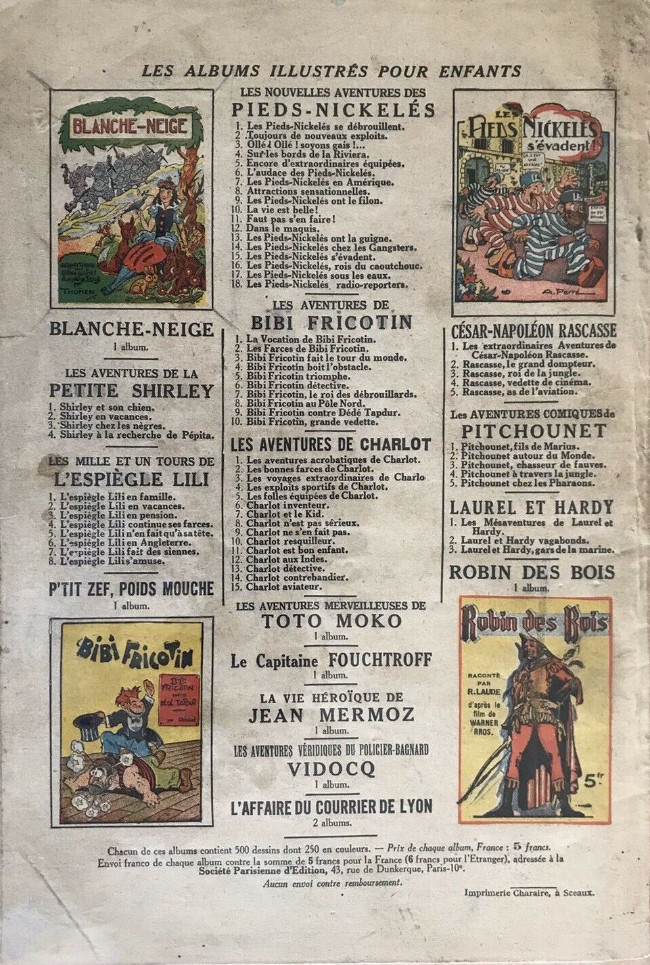 LES ALBUMS ILLUSTRÉS POUR ENFANTS
BLANCHE-NEIGE
BLANCHE-NEIGE
1 album.
LES AVENTURES DE LA
PETITE SHIRLEY
1. Shirley et son chien.
2. Shirley en vacances.
3. Shirley chez les nègres.
4. Shirley à la recherche de Pépita.
LES MILLE ET UN TOURS DE
L'ESPIÈGLE LILI
1. L'espiègle Lili en famille.
2. L'espiègle Lili en vacances.
3. L'espiègle Lili en pension.
4. L'espiègle Lili continue ses farces.
5. L'espiègle Lili n'en fait qu'à sa tête.
6. L'espiègle Lili en Angleterre.
7. L'espiègle Lili fait des siennes.
8. L'espiègle Lili s'amuse.
P'TIT ZEF, POIDS MOUCHE
1 album.
BIBI FRICOTIN
BIBI
FRICOTIN
LES NOUVELLES AVENTURES DES
PIEDS-NICKELÉS
1. Les Pieds-Nickelés se débrouillent.
2. Toujours de nouveaux exploits.
3. Ollé! Ollé! soyons gais!...
4. Sur les bords de la Riviera.
5. Encore d'extraordinaires équipées.
6. L'audace des Pieds-Nickelés.
7. Les Pieds-Nickelés en Amérique.
8. Attractions sensationnelles.
9. Les Pieds-Nickelés ont le filon.
10. La vie est belle!
11. Faut pas s'en faire!
12. Dans le maquis.
13. Les Pieds-Nickelés ont la guigne.
14. Les Pieds-Nickelés chez les Gangsters.
15. Les Pieds-Nickelés s'évadent.
16. Les Pieds-Nickelés, rois du caoutchouc.
17. Les Pieds-Nickelés sous les eaux.
18. Les Pieds-Nickelés radio-reporters.
LES AVENTURES DE
BIBI FRICOTIN
1. La Vocation de Bibi Fricotin.
2. Les Farces de Bibi Fricotin.
3. Bibi Fricotin fait le tour du monde.
4. Bibi Fricotin boit l'obstacle.
5. Bibi Fricotin triomphe.
6. Bibi Fricotin détective.
7. Bibi Fricotin, le roi des débrouillards.
8. Bibi Fricotin au Pôle Nord.
9. Bibi Fricotin contre Dédé Tapdur.
10. Bibi Fricotin, grande vedette.
LES AVENTURES DE CHARLOT
1. Les aventures acrobatiques de Charlot.
2. Les bonnes farces de Charlot.
3. Les voyages extraordinaires de Charlo
4. Les exploits sportifs de Charlot.
5. Les folles équipées de Charlot.
6. Charlot inventeur.
7. Charlot et le Kid.
8. Charlot n'est pas sérieux.
9. Charlot ne s'en fait pas.
10. Charlot resquilleur.
11. Charlot est bon enfant.
12. Charlot aux Indes.
13. Charlot détective.
14. Charlot contrebandier.
15. Charlot aviateur.
LES AVENTURES MERVEILLEUSES DE
TOTO MOKO
1 album.
Le Capitaine FOUCHTROFF
1 album.
LA VIE HÉROÏQUE DE
JEAN MERMOZ
1 album.
LES AVENTURES VÉRIDIQUES DU POLICIER-BAGNARD
VIDOCQ
1 album.
L'AFFAIRE DU COURRIER DE LYON
2 albums.
LES
PIEDS NICKELÉS
s'évadent!
CÉSAR-NAPOLÉON RASCASSE
1. Les extraordinaires Aventures de
César-Napoléon Rascasse.
2. Rascasse, le grand dompteur.
3. Rascasse, roi de la jungle.
4. Rascasse, vedette de cinéma.
5. Rascasse, as de l'aviation.
Les AVENTURES COMIQUES de
PITCHOUNET
1. Pitchounet, fils de Marius.
2. Pitchounet autour du Monde.
3. Pitchounet, chasseur de fauves.
4. Pitchounet à travers la jungle.
5. Pitchounet chez les Pharaons.
LAUREL ET HARDY
1. Les Mésaventures de Laurel et
Hardy.
2. Laurel et Hardy vagabonds.
3. Laurel et Hardy, gars de la marine.
ROBIN DES BOIS
1 album.
Robin des Bois
RACONTÉ
PAR
R. LAUDE
d'après le
film de
WARNER
BROS.
5 fr
Chacun de ces albums contient 500 dessins dont 250 en couleurs. — Prix de chaque album, France : 5 francs.
Envoi franco de chaque album contre la somme de 5 francs pour la France (6 francs pour l'Etranger), adressée à la
Société Parisienne d'Edition, 43, rue de Dunkerque, Paris-10e.
Aucun envoi contre remboursement.
Imprimerie Charaire, à Sceaux.